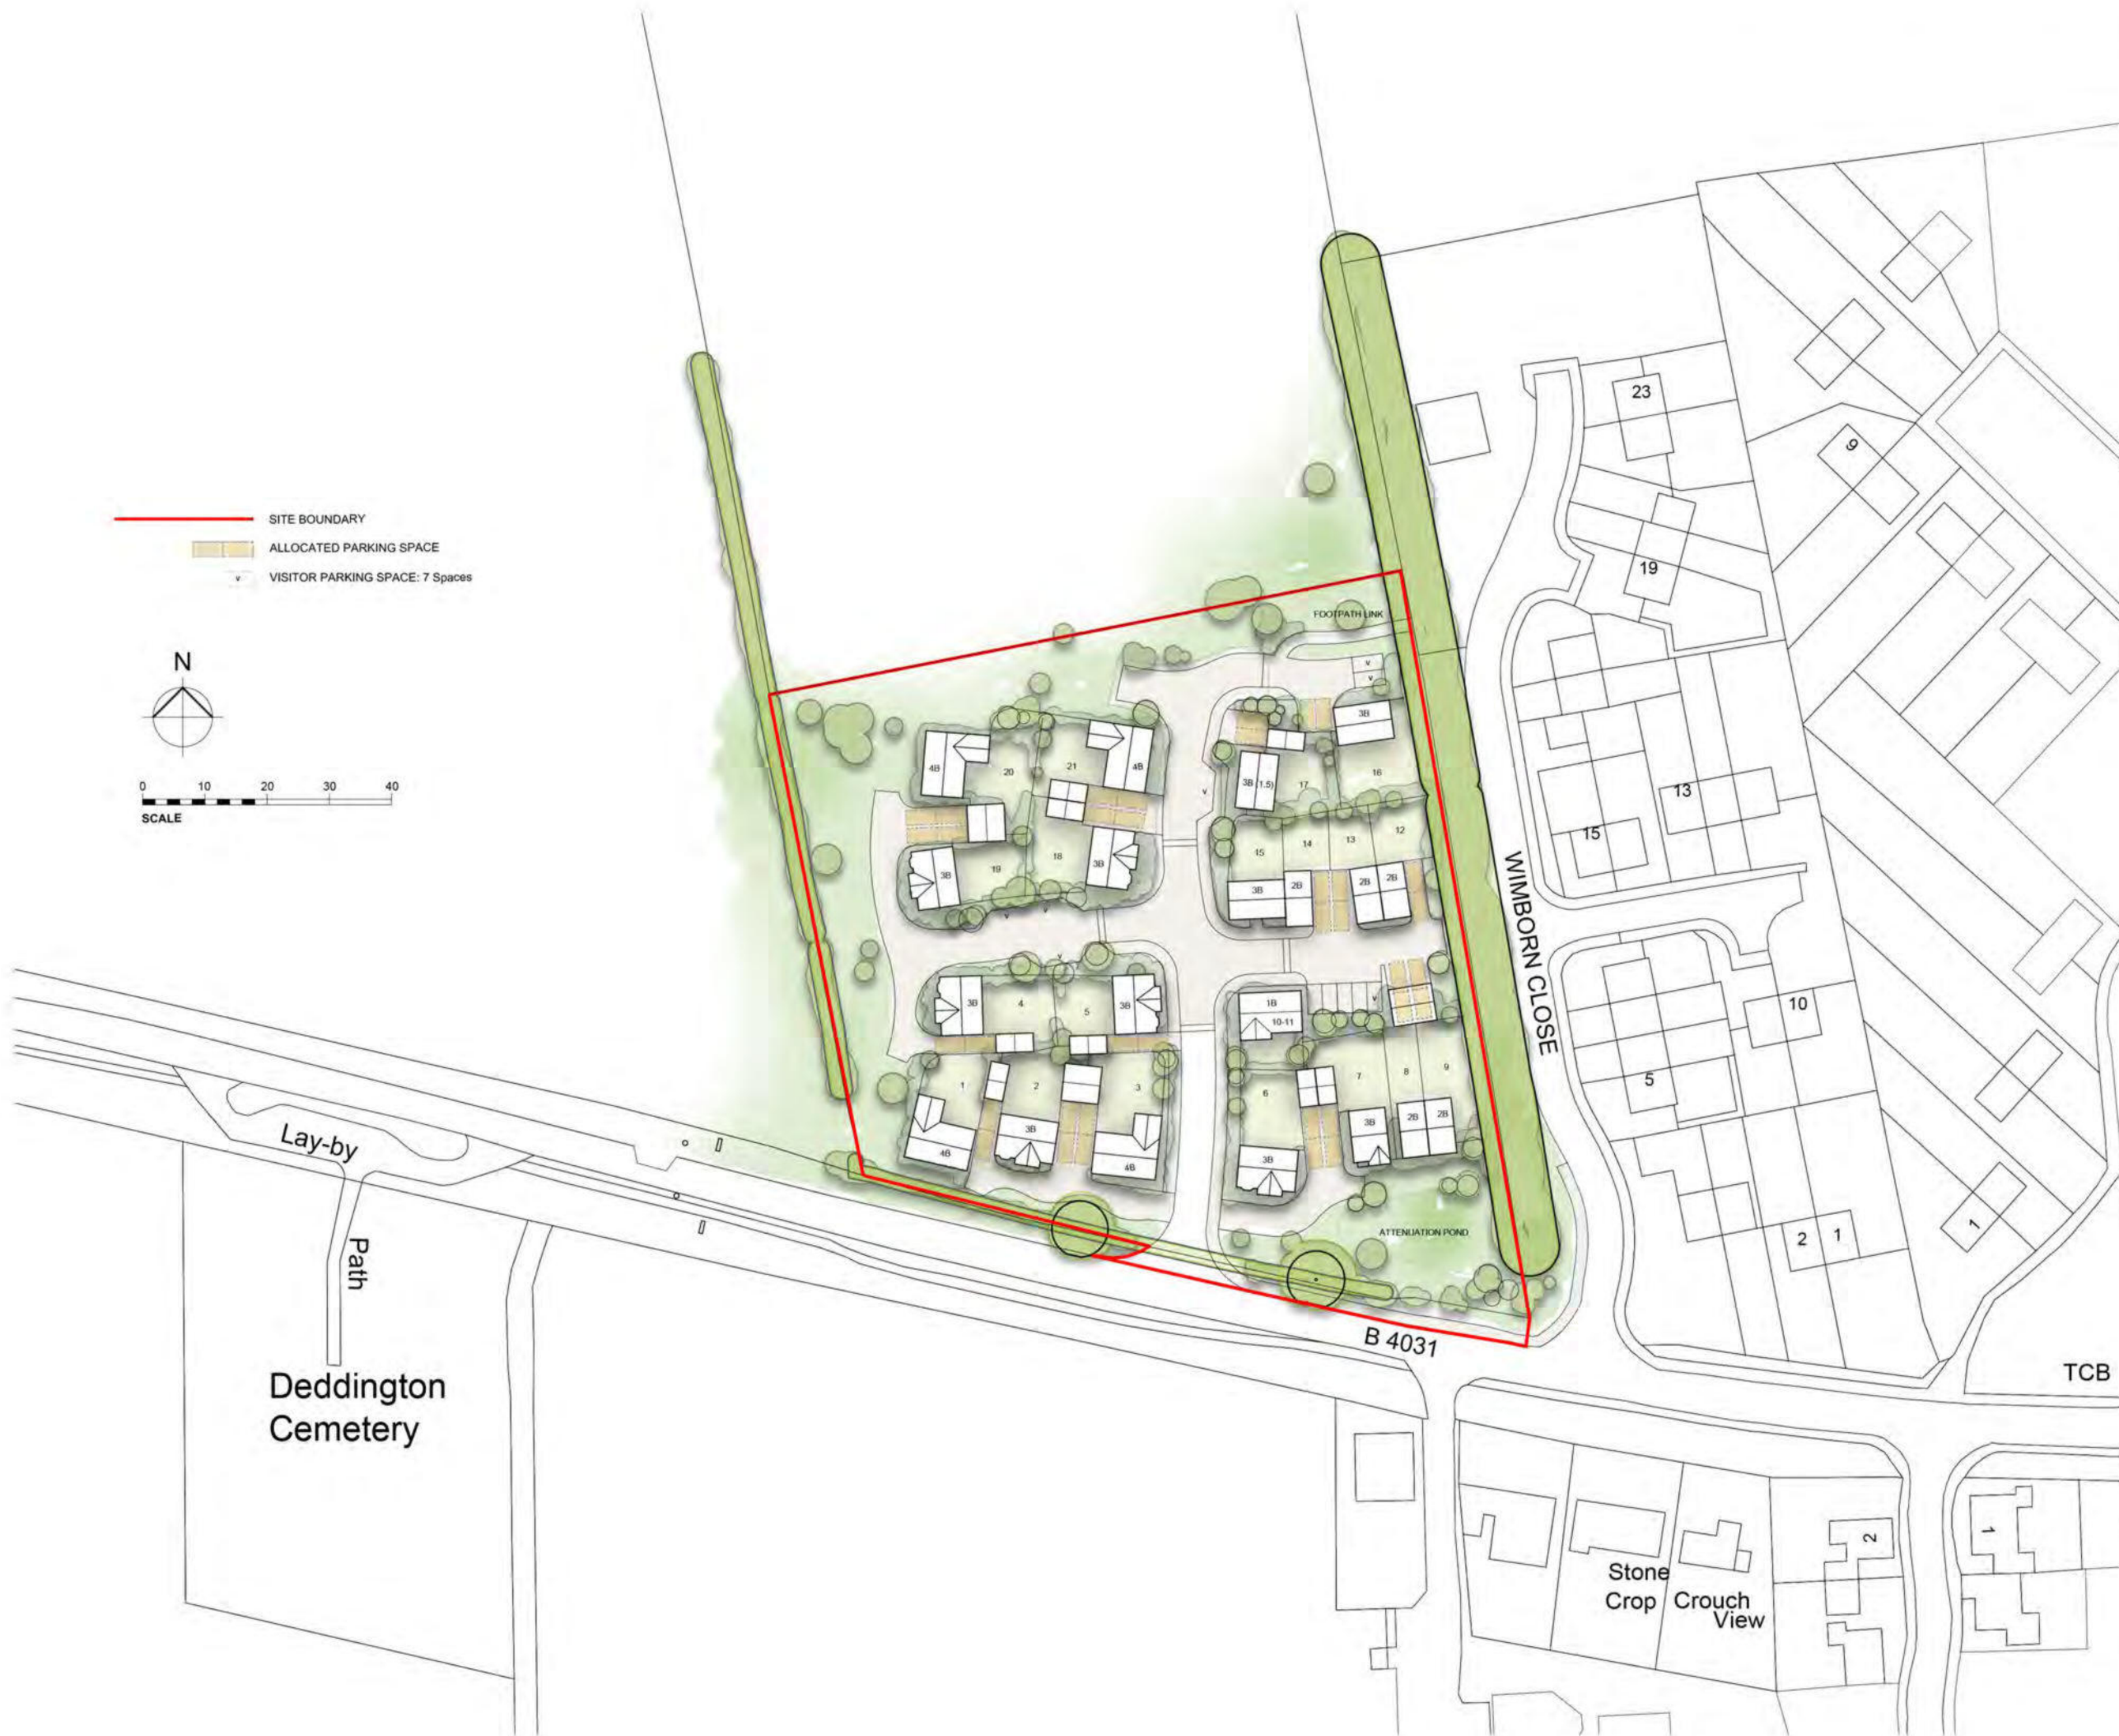 SITE BOUNDARY
ALLOCATED PARKING SPACE
v
VISITOR PARKING SPACE: 7 Spaces
N
0 10 20 30 40
SCALE
23
9
19
FOOTPATH LINK
v
v
3B
4B
20
21
4B
3B (1.5)
17
16
v
13
15
3B
19
18
3B
15
14
13
12
3B
2B
2B
2B
v
v
WIMBORN CLOSE
v
3B
4
5
3B
1B
10-11
v
10
5
1
2
3
6
7
8
9
4B
3B
4B
3B
3B
2B
2B
Lay-by
Path
ATTENUATION POND
2 1
1
B 4031
TCB
Deddington
Cemetery
2
1
Stone
Crop
Crouch
View